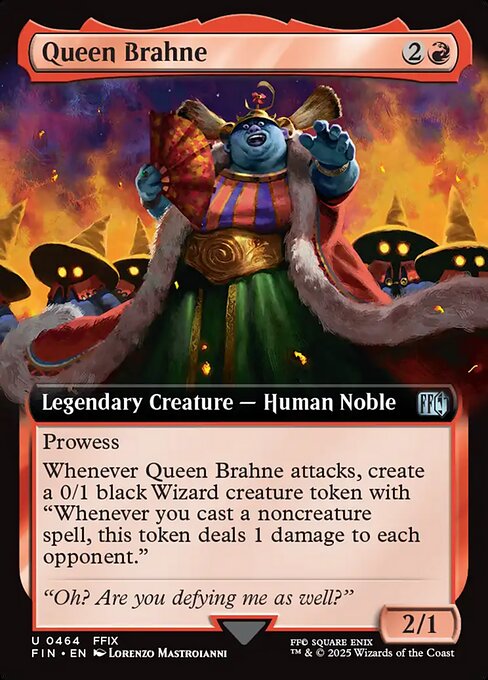 Queen Brahne 2
Legendary Creature — Human Noble
Prowess
Whenever Queen Brahne attacks, create
a 0/1 black Wizard creature token with
“Whenever you cast a noncreature
spell, this token deals 1 damage to each
opponent.”
“Oh? Are you defying me as well?”
2/1
U 0464 FFIX
FIN • EN Lorenzo Mastroianni
FF© SQUARE ENIX
™ & © 2025 Wizards of the Coast